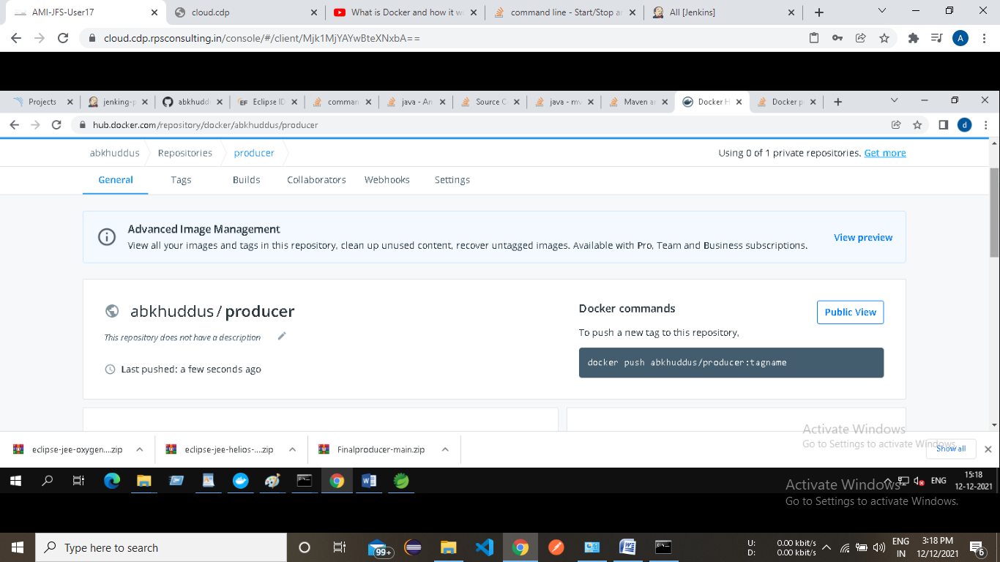 AMI-JFS-User17
cloud.cdp
What is Docker and how it w
command line - Start/Stop a
All [Jenkins]
cloud.cdp.rpsconsulting.in/console/#/client/Mjk1MjYAYwBteXNxbA==
A
Projects
jenking-p
abkhudd
Eclipse ID
comman
java - An
Source C
java - mv
Maven a
Docker H
Docker p
hub.docker.com/repository/docker/abkhuddus/producer
d
abkhuddus
Repositories
producer
Using 0 of 1 private repositories. Get more
General
Tags
Builds
Collaborators
Webhooks
Settings
Advanced Image Management
View all your images and tags in this repository, clean up unused content, recover untagged images. Available with Pro, Team and Business subscriptions.
View preview
abkhuddus / producer
This repository does not have a description
Last pushed: a few seconds ago
Docker commands
Public View
To push a new tag to this repository,
docker push abkhuddus/producer:tagname
Activate Windows
Go to Settings to activate Windows.
eclipse-jee-oxygen....zip
eclipse-jee-helios-....zip
Finalproducer-main.zip
Show all
ENG
15:18
12-12-2021
Activate Windows
Go to Settings to activate Windows.
Type here to search
99+
U: 0.00 kbit/s
D: 0.00 kbit/s
ENG
IN
3:18 PM
12/12/2021
6